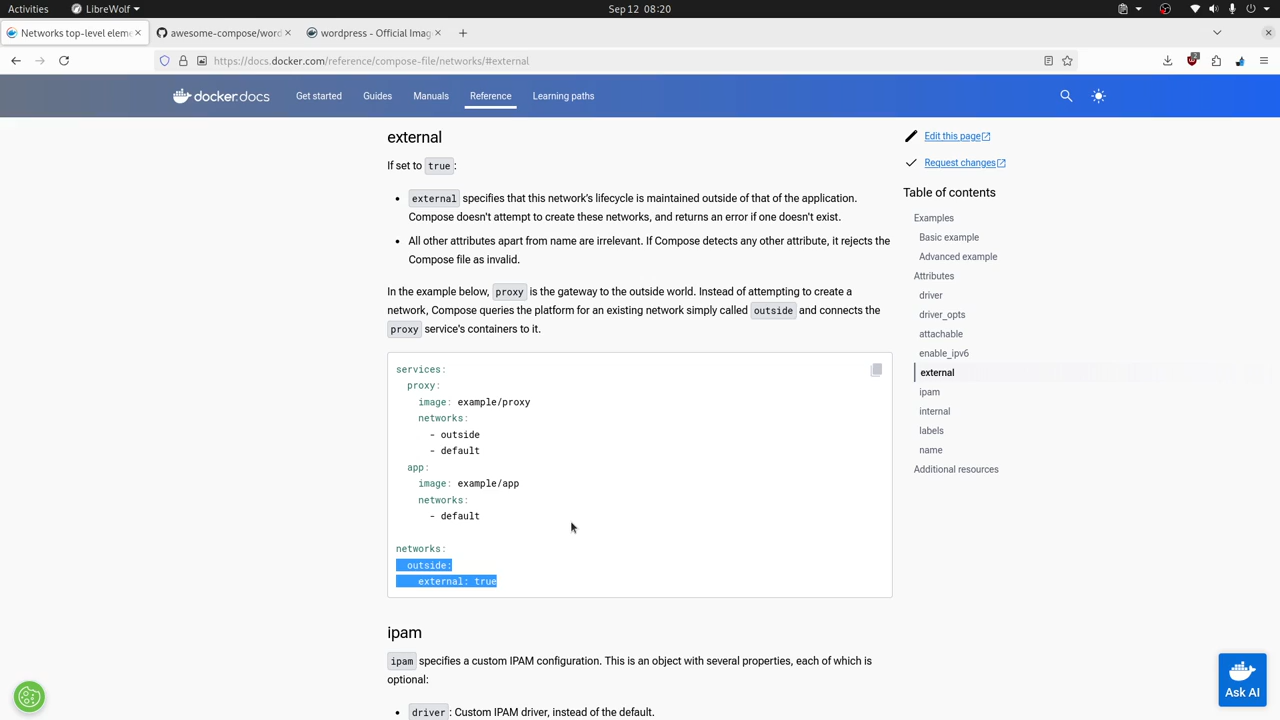 Activities
LibreWolf
Sep 12 08:20
Networks top-level eleme
awesome-compose/word
wordpress - Official Imag
https://docs.docker.com/reference/compose-file/networks/#external
2
docker.docs
Get started
Guides
Manuals
Reference
Learning paths
external
If set to true:
• external specifies that this network's lifecycle is maintained outside of that of the application.
Compose doesn't attempt to create these networks, and returns an error if one doesn't exist.
• All other attributes apart from name are irrelevant. If Compose detects any other attribute, it rejects the
Compose file as invalid.
In the example below, proxy is the gateway to the outside world. Instead of attempting to create a
network, Compose queries the platform for an existing network simply called outside and connects the
proxy service's containers to it.
services:
  proxy:
    image: example/proxy
    networks:
      - outside
      - default
  app:
    image: example/app
    networks:
      - default
networks:
  outside:
    external: true
ipam
ipam specifies a custom IPAM configuration. This is an object with several properties, each of which is
optional:
• driver: Custom IPAM driver, instead of the default.
Edit this page
Request changes
Table of contents
Examples
Basic example
Advanced example
Attributes
driver
driver_opts
attachable
enable_ipv6
external
ipam
internal
labels
name
Additional resources
Ask AI